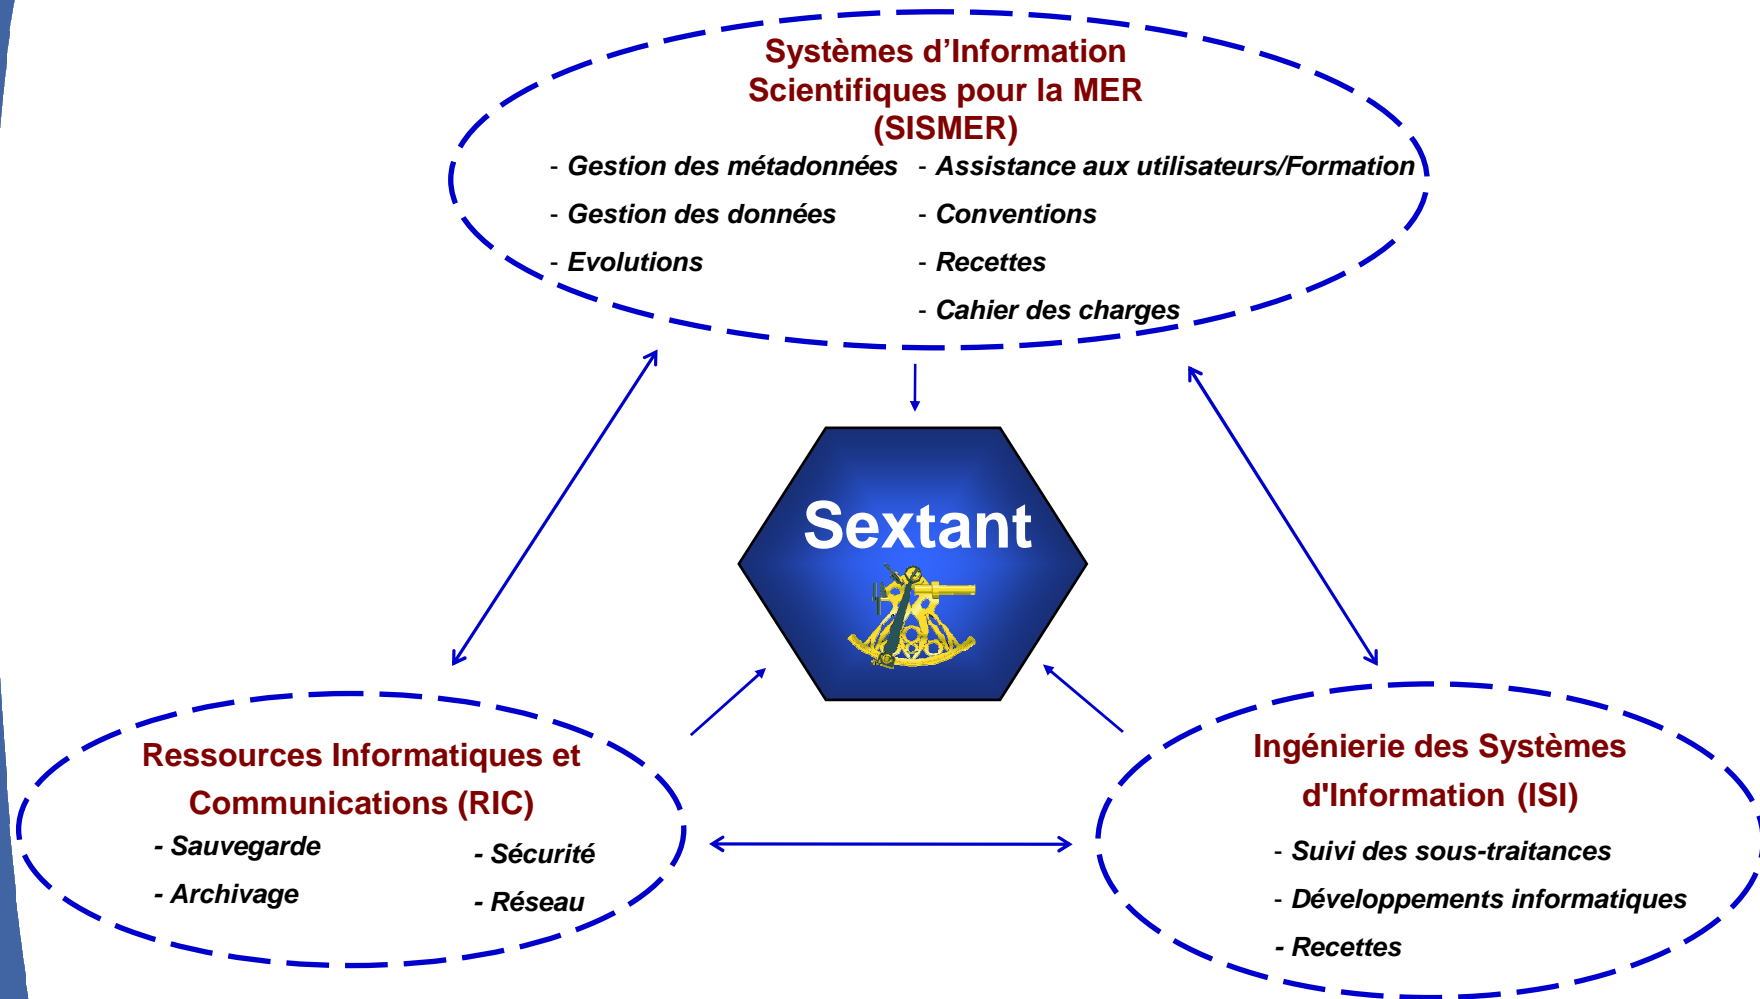 Systèmes d’Information
Scientifiques pour la MER
(SISMER)
- Gestion des métadonnées
- Gestion des données
- Evolutions
- Assistance aux utilisateurs/Formation
- Conventions
- Recettes
- Cahier des charges
Sextant
Ressources Informatiques et
Communications (RIC)
- Sauvegarde
- Archivage
- Sécurité
- Réseau
Ingénierie des Systèmes
d'Information (ISI)
- Suivi des sous-traitances
- Développements informatiques
- Recettes